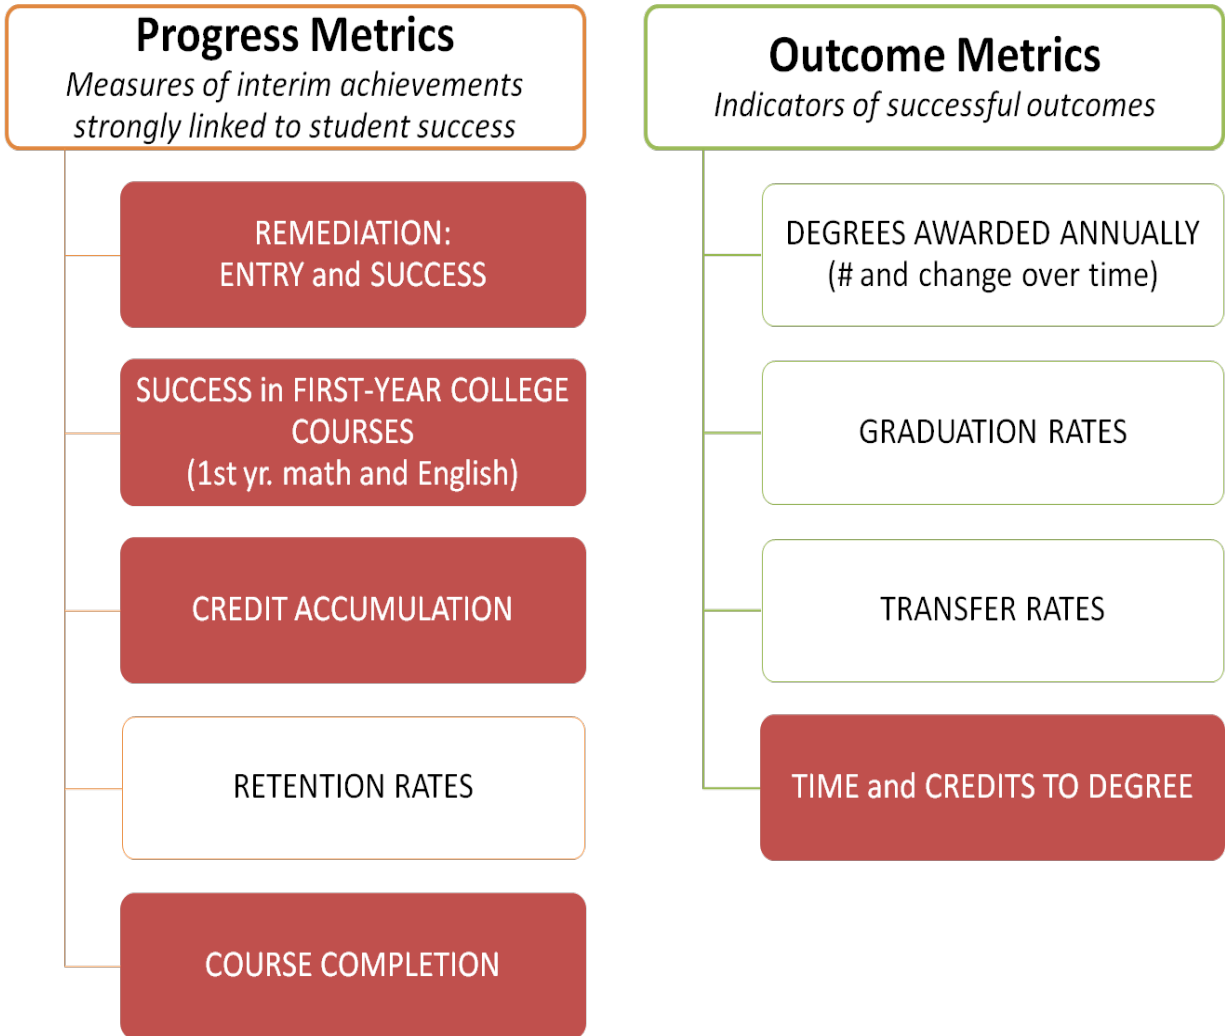 Progress Metrics
Measures of interim achievements
strongly linked to student success
REMEDIATION:
ENTRY and SUCCESS
SUCCESS in FIRST-YEAR COLLEGE
COURSES
(1st yr. math and English)
CREDIT ACCUMULATION
RETENTION RATES
COURSE COMPLETION
Outcome Metrics
Indicators of successful outcomes
DEGREES AWARDED ANNUALLY
(# and change over time)
GRADUATION RATES
TRANSFER RATES
TIME and CREDITS TO DEGREE